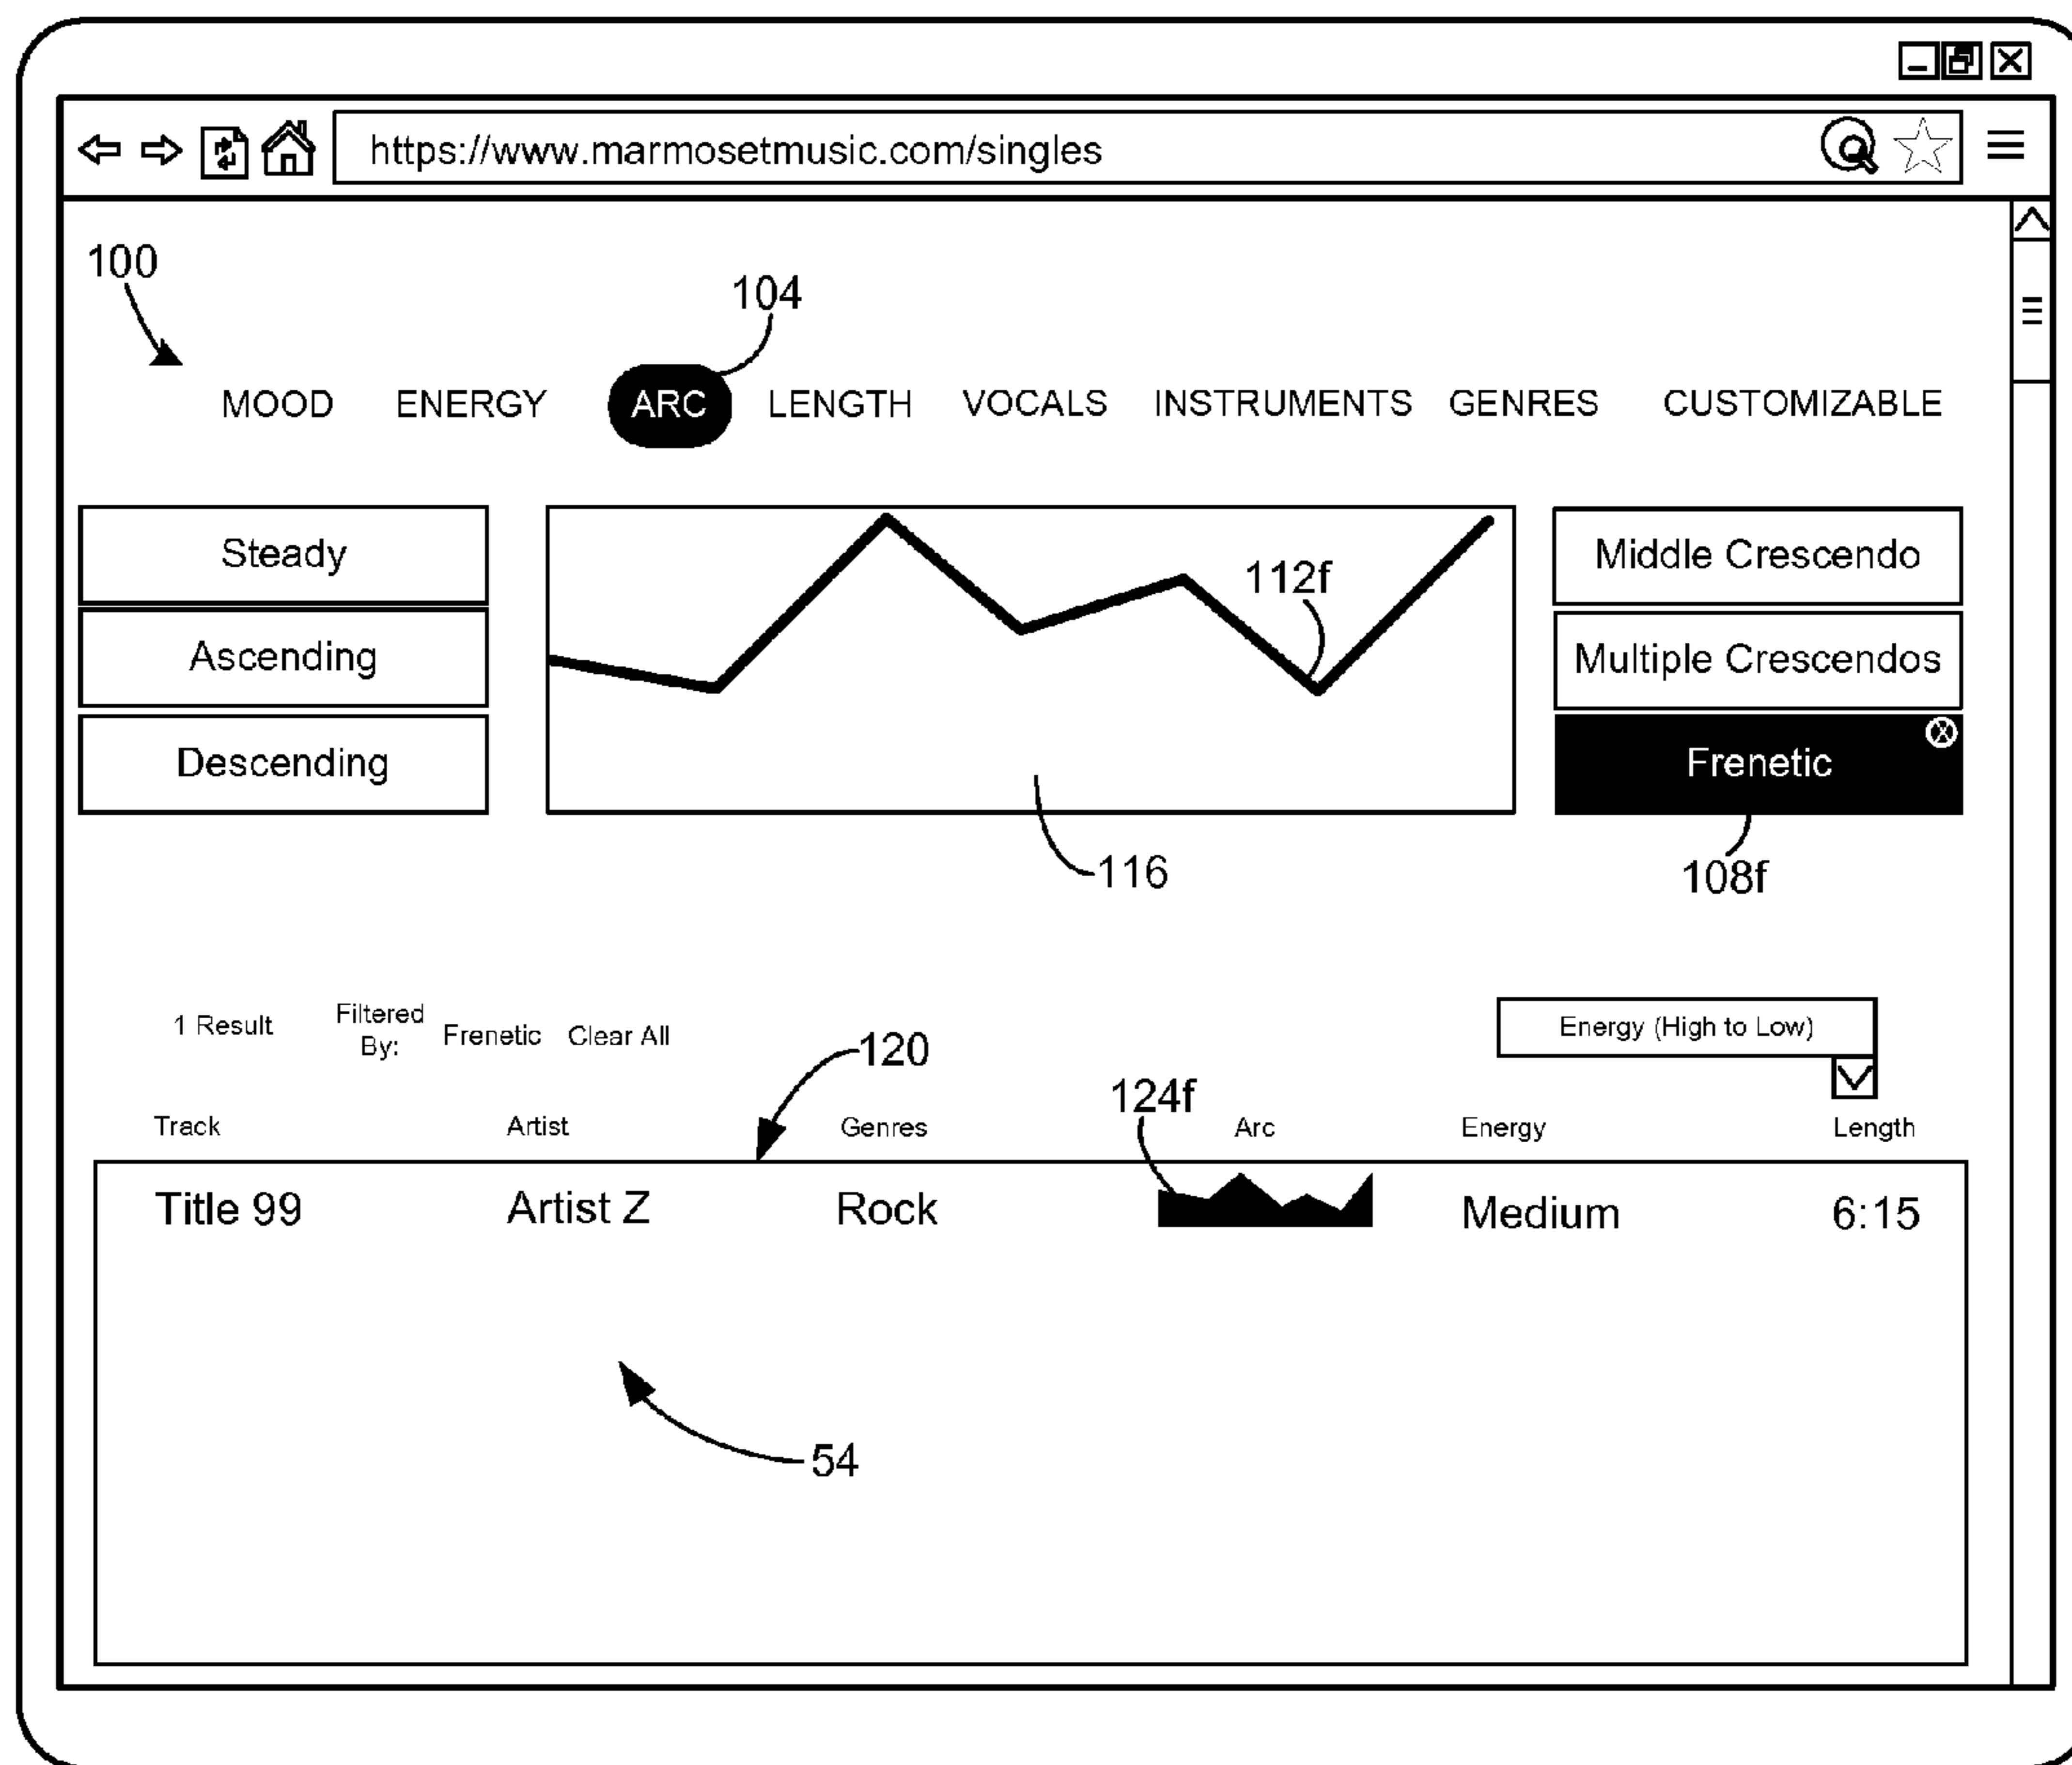 https://www.marmosetmusic.com/singles
100
104
MOOD ENERGY ARC LENGTH VOCALS INSTRUMENTS GENRES CUSTOMIZABLE
Steady
Ascending
Descending
112f
116
Middle Crescendo
Multiple Crescendos
Frenetic
108f
1 Result
Filtered
By:
Frenetic Clear All
Energy (High to Low)
120
124f
Track Artist Genres Arc Energy Length
Title 99 Artist Z Rock Medium 6:15
54